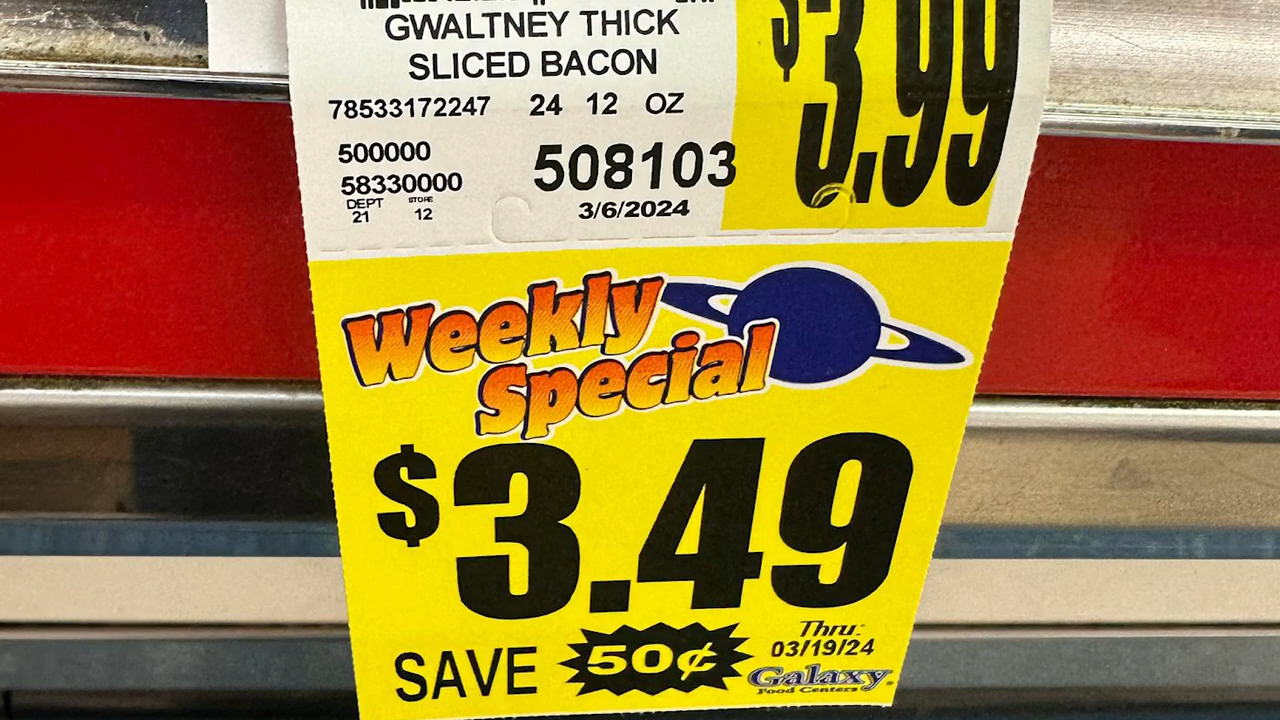 GWALTNEY THICK
SLICED BACON
78533172247 24 12 OZ
500000
58330000
DEPT STORE
21 12
508103
3/6/2024
$3.99
Weekly
Special
$3.49
SAVE 50¢
Thru:
03/19/24
Galaxy
Food Centers